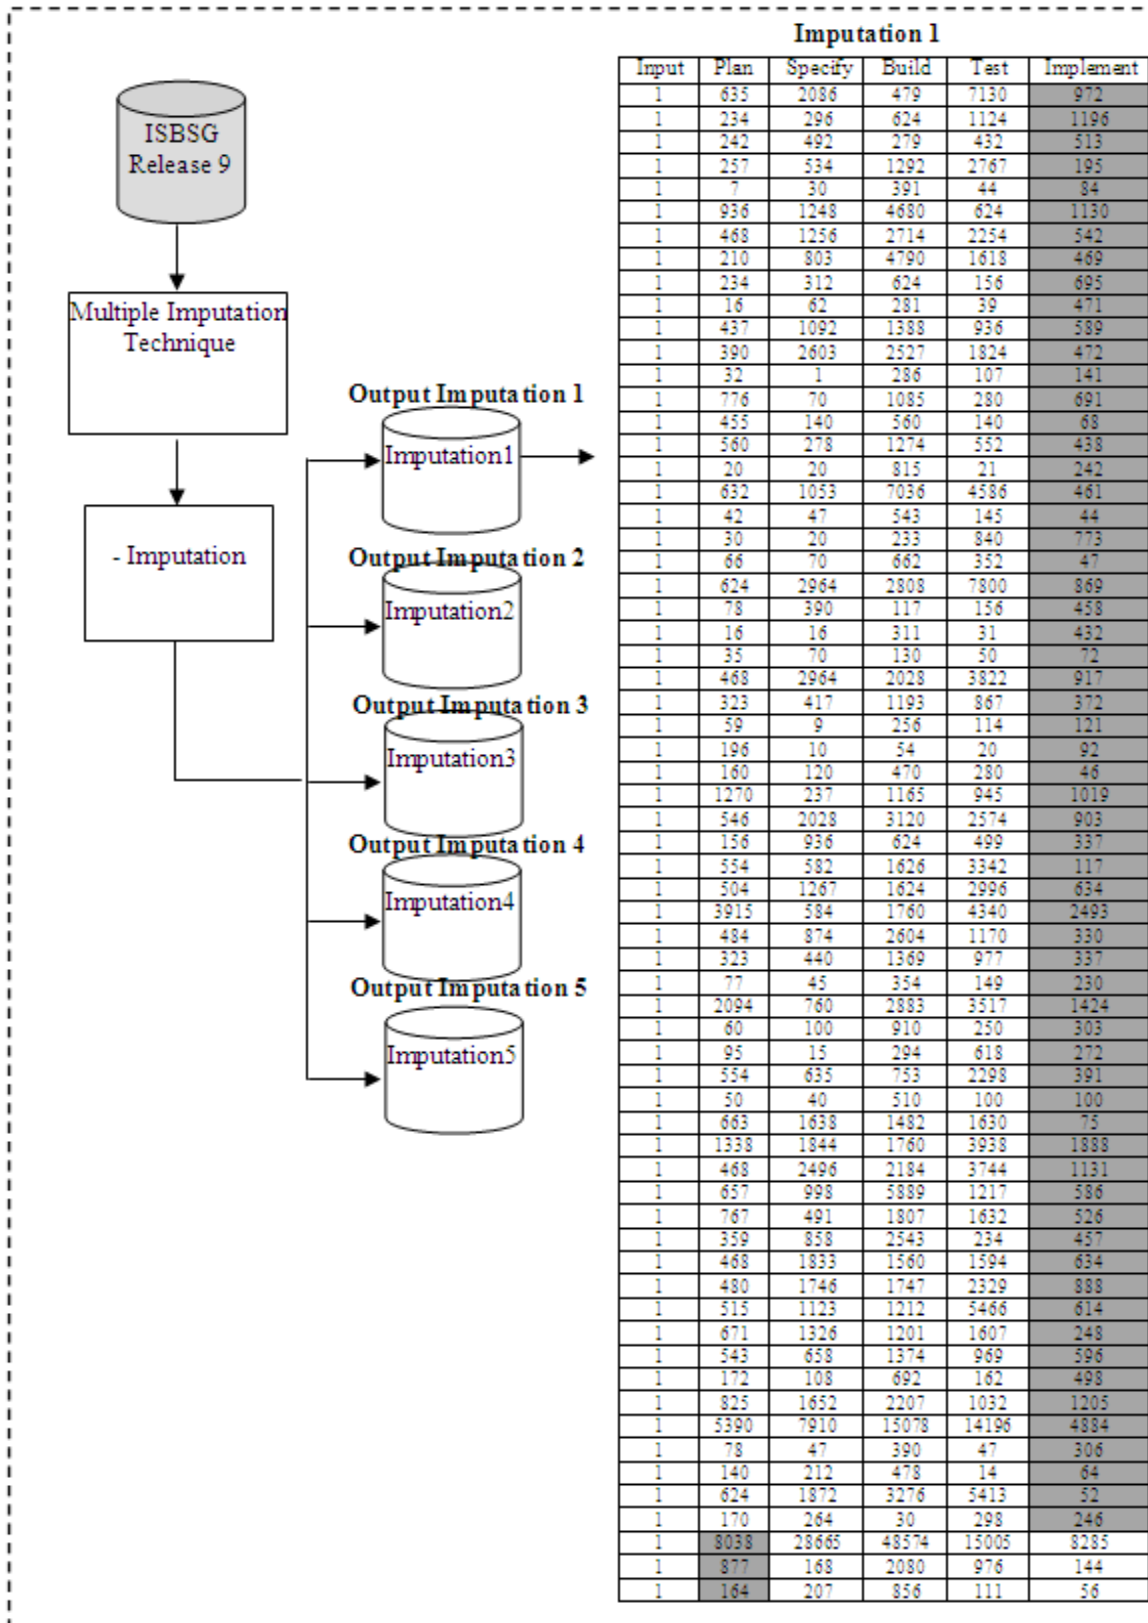 ISBSG
Release 9
Multiple Imputation
Technique
- Imputation
Output Imputation 1
Imputation1
Output Imputation 2
Imputation2
Output Imputation 3
Imputation3
Output Imputation 4
Imputation4
Output Imputation 5
Imputation5
Imputation 1
Input Plan Specify Build Test Implement
1 635 2086 479 7130 972
1 234 296 624 1124 1196
1 242 492 279 432 513
1 257 534 1292 2767 195
1 7 30 391 44 84
1 936 1248 4680 624 1130
1 468 1256 2714 2254 542
1 210 803 4790 1618 469
1 234 312 624 156 695
1 16 62 281 39 471
1 437 1092 1388 936 589
1 390 2603 2527 1824 472
1 32 1 286 107 141
1 776 70 1085 280 691
1 455 140 560 140 68
1 560 278 1274 552 438
1 20 20 815 21 242
1 632 1053 7036 4586 461
1 42 47 543 145 44
1 30 20 233 840 773
1 66 70 662 352 47
1 624 2964 2808 7800 869
1 78 390 117 156 458
1 16 16 311 31 432
1 35 70 130 50 72
1 468 2964 2028 3822 917
1 323 417 1193 867 372
1 59 9 256 114 121
1 196 10 54 20 92
1 160 120 470 280 46
1 1270 237 1165 945 1019
1 546 2028 3120 2574 903
1 156 936 624 499 337
1 554 582 1626 3342 117
1 504 1267 1624 2996 634
1 3915 584 1760 4340 2493
1 484 874 2604 1170 330
1 323 440 1369 977 337
1 77 45 354 149 230
1 2094 760 2883 3517 1424
1 60 100 910 250 303
1 95 15 294 618 272
1 554 635 753 2298 391
1 50 40 510 100 100
1 663 1638 1482 1630 75
1 1338 1844 1760 3938 1888
1 468 2496 2184 3744 1131
1 657 998 5889 1217 586
1 767 491 1807 1632 526
1 359 858 2543 234 457
1 468 1833 1560 1594 634
1 480 1746 1747 2329 888
1 515 1123 1212 5466 614
1 671 1326 1201 1607 248
1 543 658 1374 969 596
1 172 108 692 162 498
1 825 1652 2207 1032 1205
1 5390 7910 15078 14196 4884
1 78 47 390 47 306
1 140 212 478 14 64
1 624 1872 3276 5413 52
1 170 264 30 298 246
1 8038 28665 48574 15005 8285
1 877 168 2080 976 144
1 164 207 856 111 56